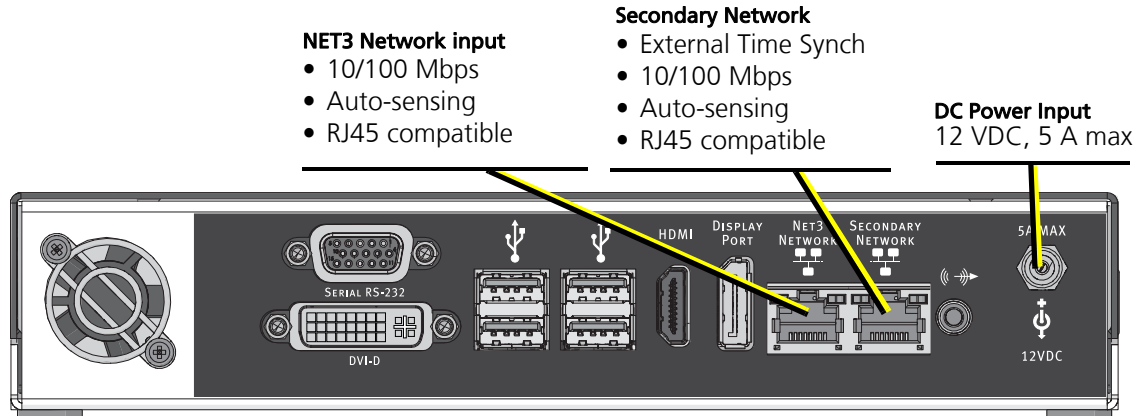 NET3 Network input
• 10/100 Mbps
• Auto-sensing
• RJ45 compatible
Secondary Network
• External Time Synch
• 10/100 Mbps
• Auto-sensing
• RJ45 compatible
DC Power Input
12 VDC, 5 A max
SERIAL RS-232
DVI-D
HDMI
DISPLAY
PORT
NET3
NETWORK
SECONDARY
NETWORK
5A MAX
12VDC